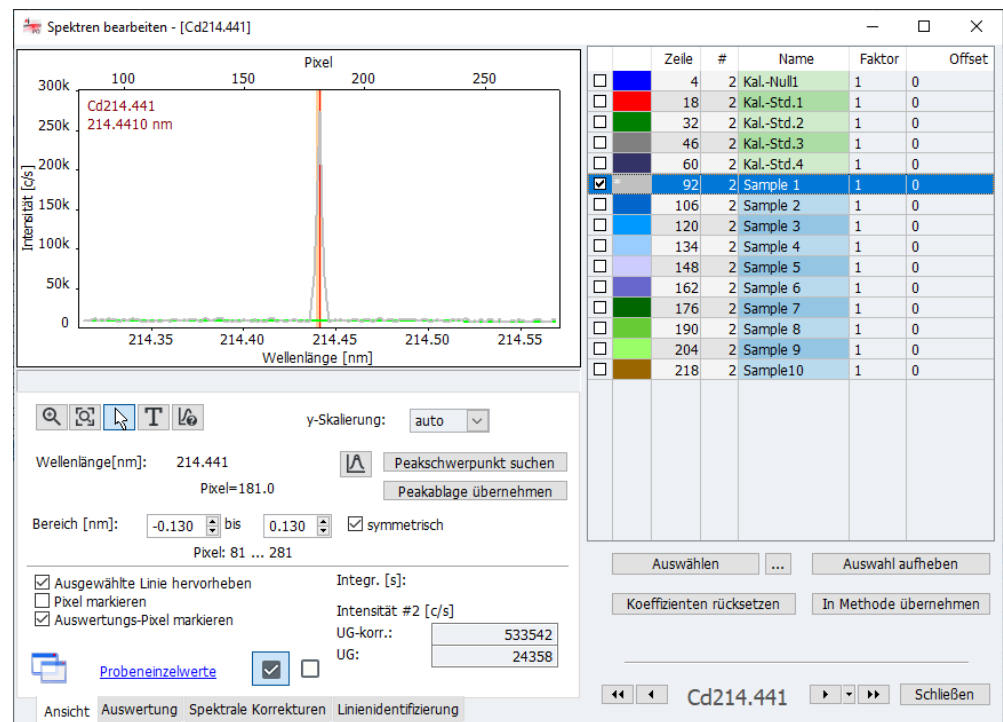 Spektren bearbeiten - [Cd214.441]
Pixel
100 150 200 250
300k
250k
200k
150k
100k
50k
0
Cd214.441
214.4410 nm
Intensität [c/s]
214.35 214.40 214.45 214.50 214.55
Wellenlänge [nm]
T
y-Skalierung: auto
Wellenlänge[nm]: 214.441
Peakschwerpunkt suchen
Pixel=181.0
Peakablage übernehmen
Bereich [nm]: -0.130 bis 0.130 symmetrisch
Pixel: 81 ... 281
Ausgewählte Linie hervorheben
Pixel markieren
Auswertungs-Pixel markieren
Integr. [s]:
Intensität #2 [c/s]
UG-korr.: 533542
UG: 24358
Probeneinzelwerte
Ansicht Auswertung Spektrale Korrekturen Linienidentifizierung
Zeile # Name Faktor Offset
4 2 Kal.-Null1 1 0
18 2 Kal.-Std.1 1 0
32 2 Kal.-Std.2 1 0
46 2 Kal.-Std.3 1 0
60 2 Kal.-Std.4 1 0
* 92 2 Sample 1 1 0
106 2 Sample 2 1 0
120 2 Sample 3 1 0
134 2 Sample 4 1 0
148 2 Sample 5 1 0
162 2 Sample 6 1 0
176 2 Sample 7 1 0
190 2 Sample 8 1 0
204 2 Sample 9 1 0
218 2 Sample10 1 0
Auswählen ... Auswahl aufheben
Koeffizienten rücksetzen In Methode übernehmen
Cd214.441 Schließen